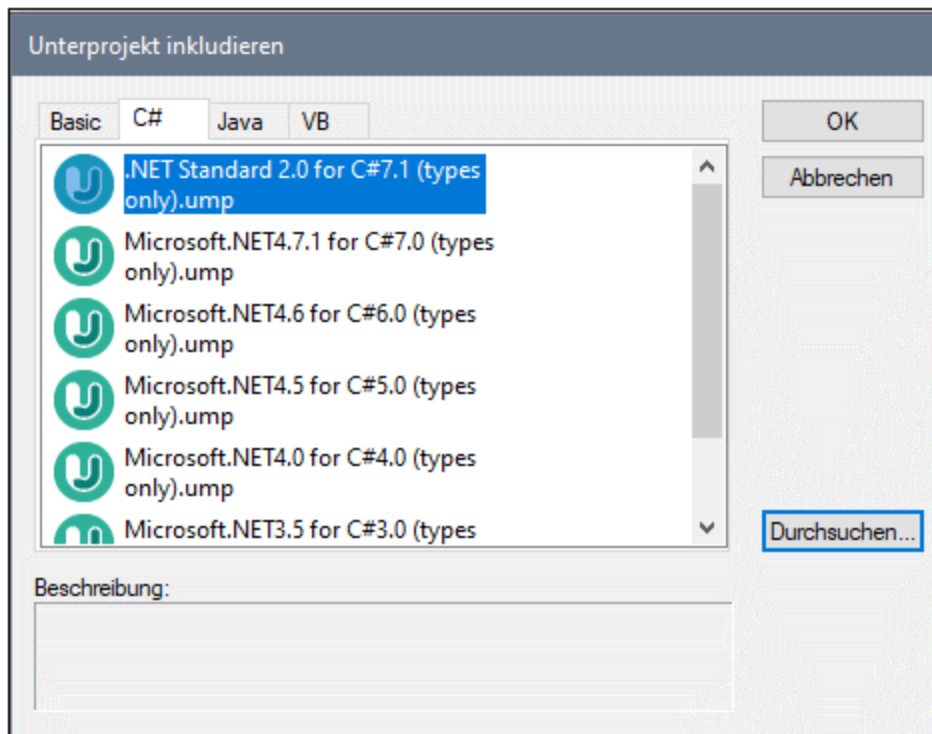 Unterprojekt inkludieren
Basic C# Java VB
OK
.NET Standard 2.0 for C#7.1 (types
only).ump
Abbrechen
Microsoft.NET4.7.1 for C#7.0 (types
only).ump
Microsoft.NET4.6 for C#6.0 (types
only).ump
Microsoft.NET4.5 for C#5.0 (types
only).ump
Microsoft.NET4.0 for C#4.0 (types
only).ump
Microsoft.NET3.5 for C#3.0 (types
Durchsuchen...
Beschreibung: